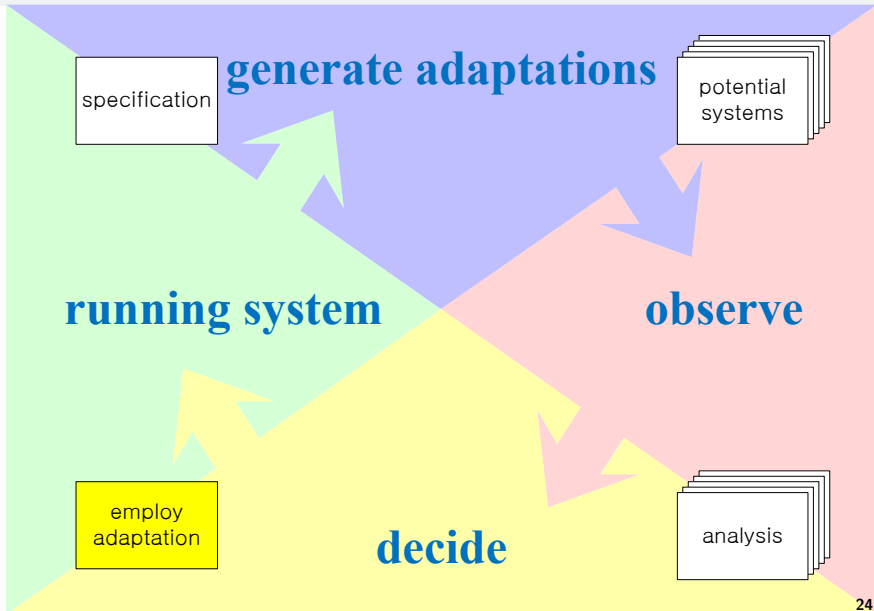 generate adaptations
specification
potential
systems
running system
observe
employ
adaptation
decide
analysis
24